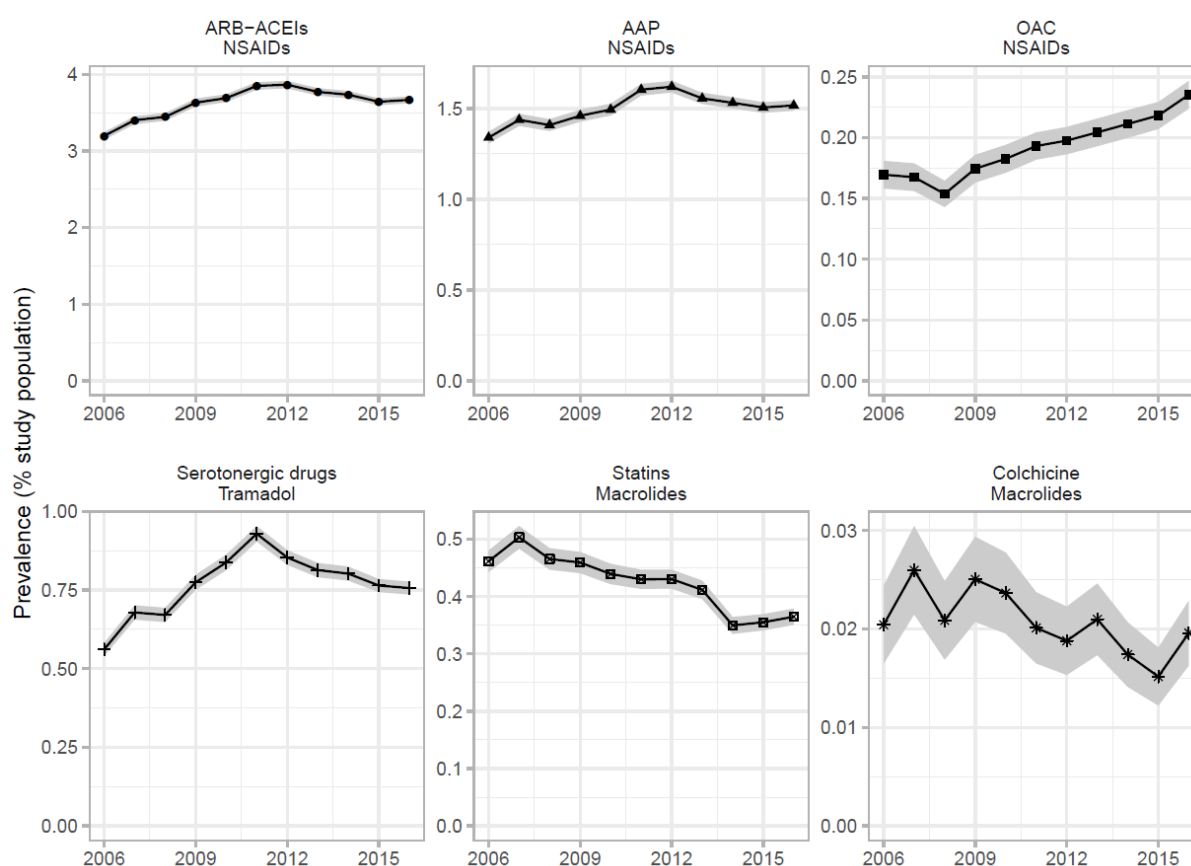 ARB−ACEIs
NSAIDs
AAP
NSAIDs
OAC
NSAIDs
4
3
2
1
0
1.5
1.0
0.5
0.0
0.25
0.20
0.15
0.10
0.05
0.00
2006 2009 2012 2015
2006 2009 2012 2015
2006 2009 2012 2015
Prevalence (% study population)
Serotonergic drugs
Tramadol
Statins
Macrolides
Colchicine
Macrolides
1.00
0.75
0.50
0.25
0.00
0.5
0.4
0.3
0.2
0.1
0.0
0.03
0.02
0.01
0.00
2006 2009 2012 2015
2006 2009 2012 2015
2006 2009 2012 2015